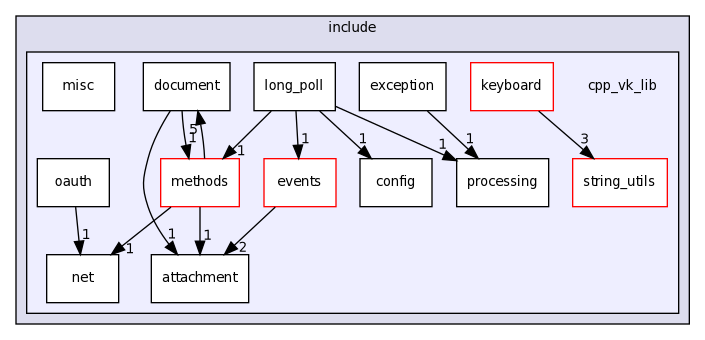 include
misc
document
long_poll
exception
keyboard
cpp_vk_lib
5
1
1
1
1
1
1
3
oauth
methods
events
config
processing
string_utils
1
1
1
1
2
net
attachment